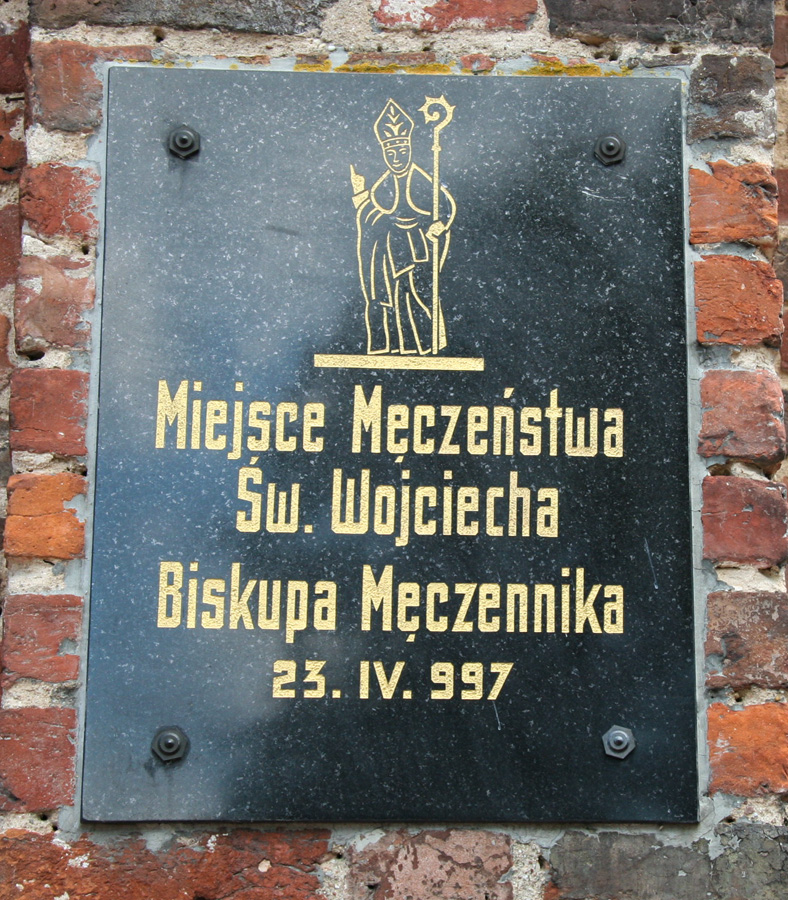 Miejsce Męczeństwa
Św. Wojciecha
Biskupa Męczennika
23. IV. 997